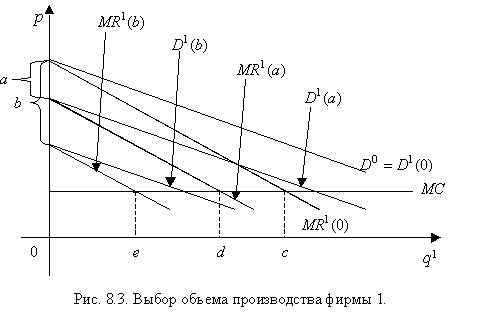 p
MR¹(b)
D¹(b)
MR¹(a)
D¹(a)
a
b
D⁰ = D¹(0)
MC
MR¹(0)
0
e
d
c
q¹
Рис. 8.3. Выбор объема производства фирмы 1.